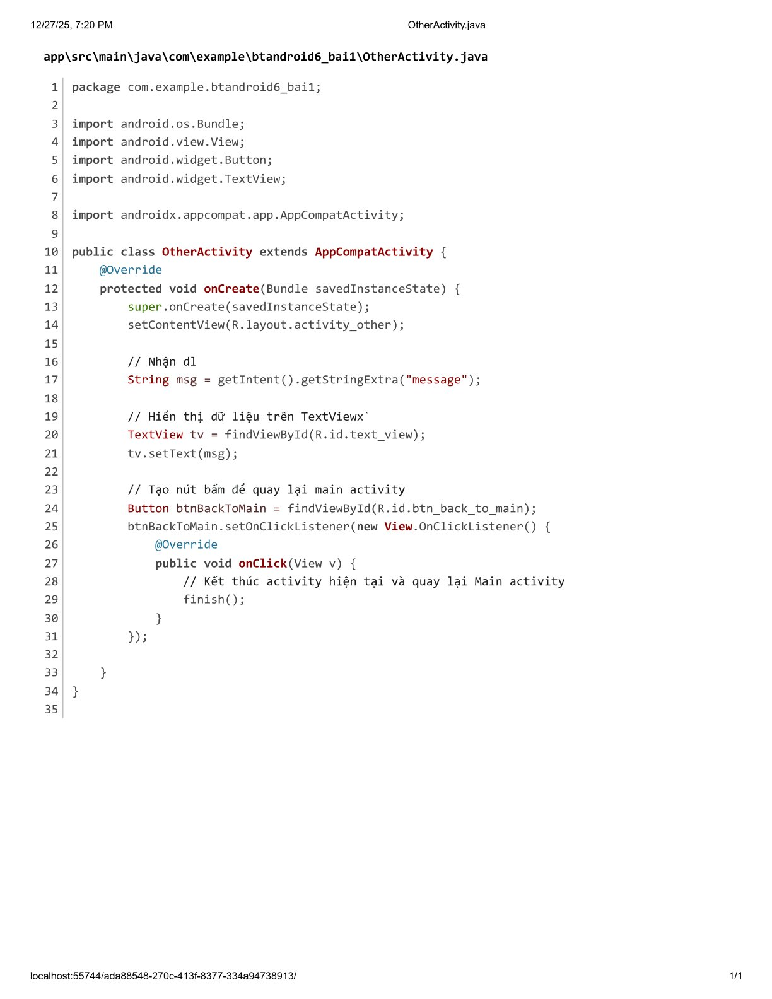 12/27/25, 7:20 PM OtherActivity.java
app\src\main\java\com\example\btandroid6_bai1\OtherActivity.java
1 package com.example.btandroid6_bai1;
2
3 import android.os.Bundle;
4 import android.view.View;
5 import android.widget.Button;
6 import android.widget.TextView;
7
8 import androidx.appcompat.app.AppCompatActivity;
9
10 public class OtherActivity extends AppCompatActivity {
11     @Override
12     protected void onCreate(Bundle savedInstanceState) {
13         super.onCreate(savedInstanceState);
14         setContentView(R.layout.activity_other);
15
16         // Nhận dl
17         String msg = getIntent().getStringExtra("message");
18
19         // Hiển thị dữ liệu trên TextViewx`
20         TextView tv = findViewById(R.id.text_view);
21         tv.setText(msg);
22
23         // Tạo nút bấm để quay lại main activity
24         Button btnBackToMain = findViewById(R.id.btn_back_to_main);
25         btnBackToMain.setOnClickListener(new View.OnClickListener() {
26             @Override
27             public void onClick(View v) {
28                 // Kết thúc activity hiện tại và quay lại Main activity
29                 finish();
30             }
31         });
32
33     }
34 }
35
localhost:55744/ada88548-270c-413f-8377-334a94738913/ 1/1